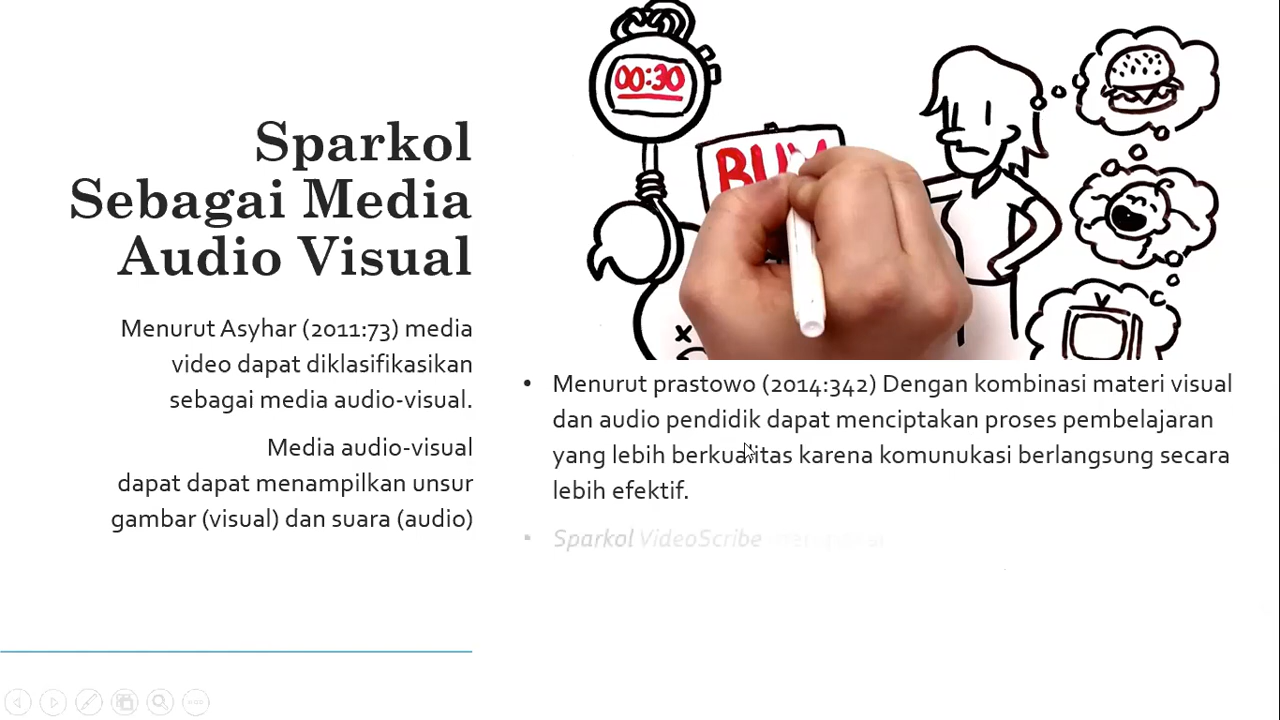 Sparkol
Sebagai Media
Audio Visual
Menurut Asyhar (2011:73) media
video dapat diklasifikasikan
sebagai media audio-visual.
Media audio-visual
dapat dapat menampilkan unsur
gambar (visual) dan suara (audio)
00:30
• Menurut prastowo (2014:342) Dengan kombinasi materi visual
dan audio pendidik dapat menciptakan proses pembelajaran
yang lebih berkualitas karena komunukasi berlangsung secara
lebih efektif.
• Sparkol VideoScribe